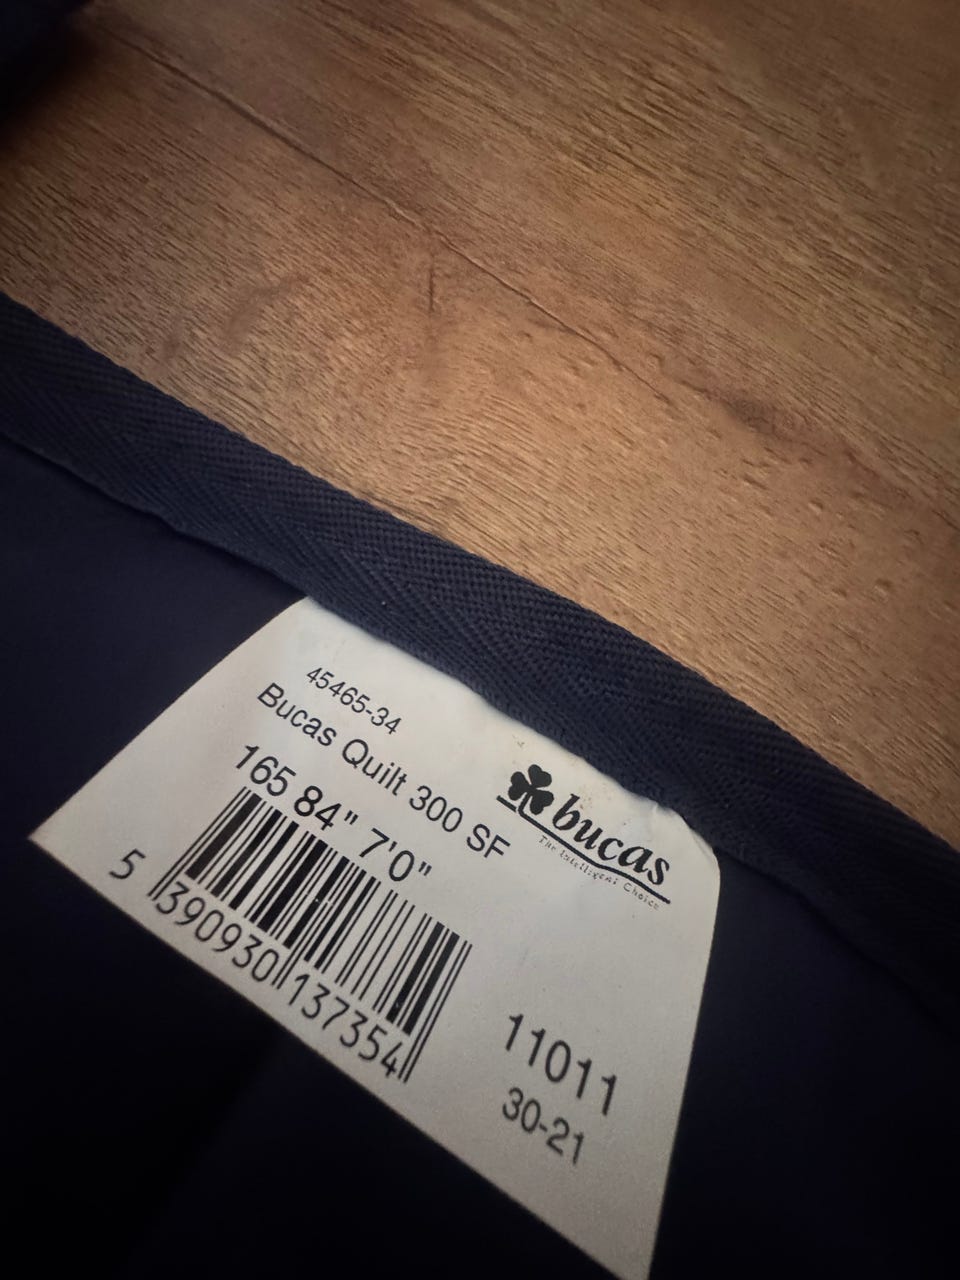 45465-34
Bucas Quilt 300 SF
165 84" 7'0"
bucas
The Intelligent Choice
5 390930 137354
11011
30-21